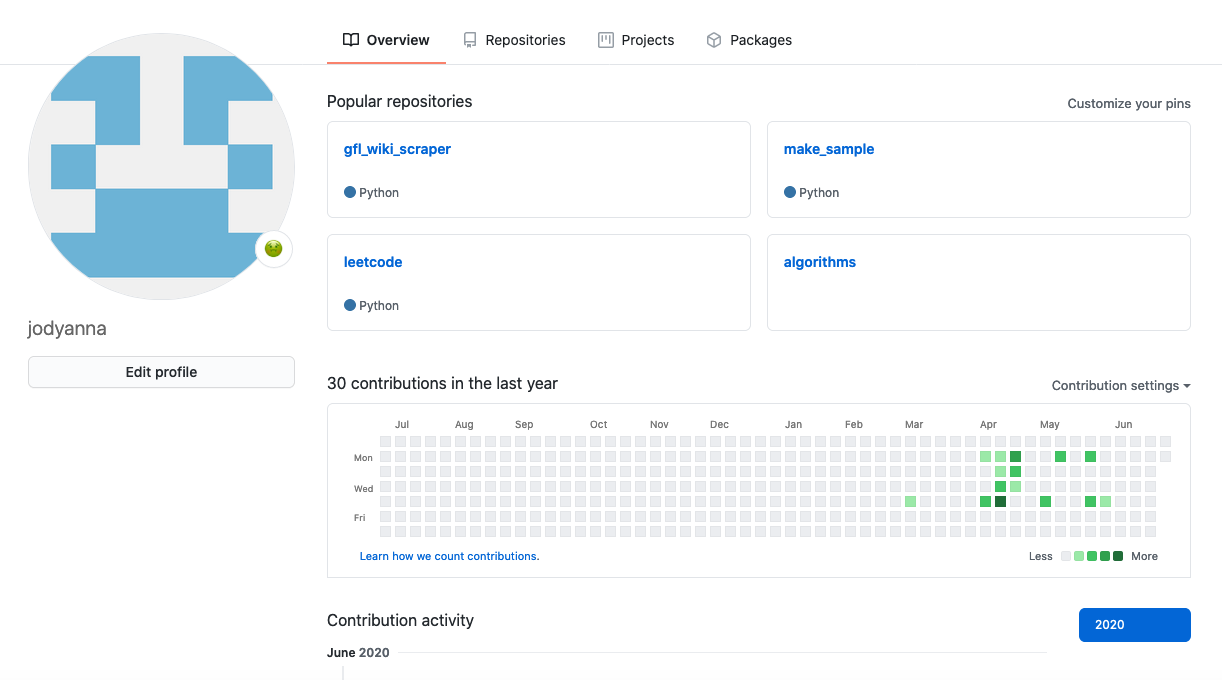 Overview Repositories Projects Packages
Popular repositories
Customize your pins
gfl_wiki_scraper
Python
make_sample
Python
leetcode
Python
algorithms
jodyanna
Edit profile
30 contributions in the last year
Contribution settings
Jul Aug Sep Oct Nov Dec Jan Feb Mar Apr May Jun
Mon
Wed
Fri
Learn how we count contributions.
Less More
Contribution activity
2020
June 2020